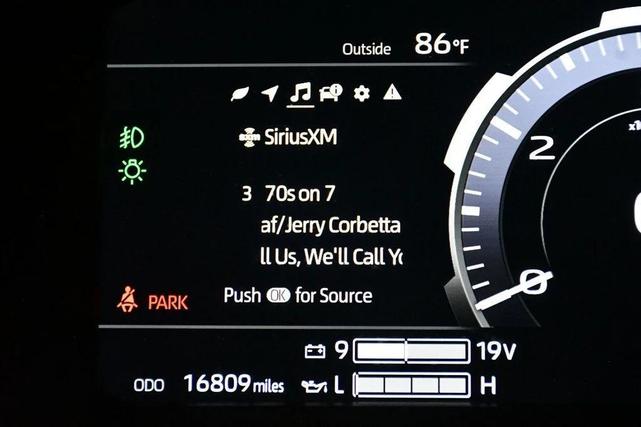 Outside 86°F
sxm SiriusXM
3 70s on 7
af/Jerry Corbetta
ll Us, We'll Call Yo
Push OK for Source
PARK
9 19V
ODO 16809 miles L H
2
0